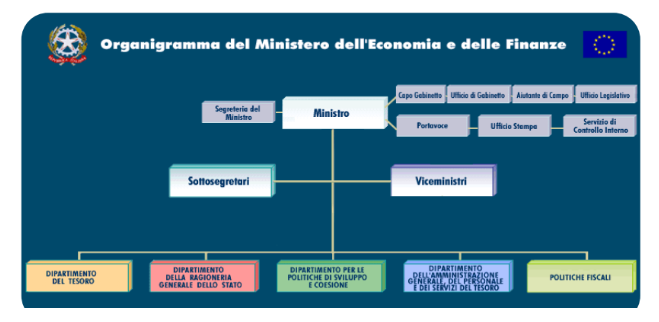 Organigramma del Ministero dell'Economia e delle Finanze
Capo Gabinetto
Ufficio di Gabinetto
Aiutante di Campo
Ufficio Legislativo
Segreteria del
Ministro
Ministro
Portavoce
Ufficio Stampa
Servizio di
Controllo Interno
Sottosegretari
Viceministri
DIPARTIMENTO
DEL TESORO
DIPARTIMENTO
DELLA RAGIONERIA
GENERALE DELLO STATO
DIPARTIMENTO PER LE
POLITICHE DI SVILUPPO
E COESIONE
DIPARTIMENTO
DELL'AMMINISTRAZIONE
GENERALE, DEL PERSONALE
E DEI SERVIZI DEL TESORO
POLITICHE FISCALI